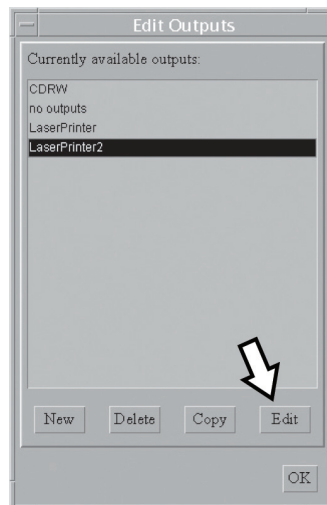 Edit Outputs
Currently available outputs:
CDRW
no outputs
LaserPrinter
LaserPrinter2
New Delete Copy Edit
OK